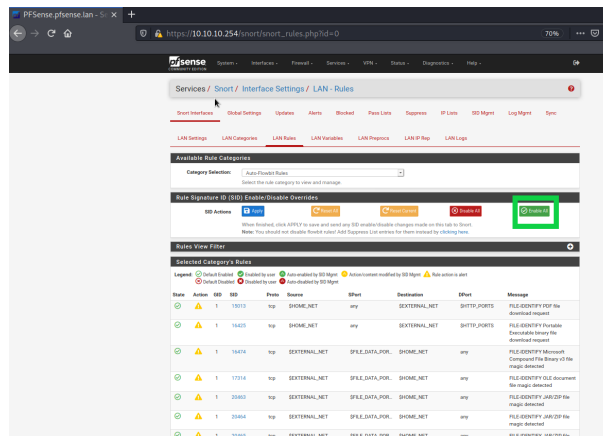 PFSense.pfsense.lan - Sn × +
https://10.10.10.254/snort/snort_rules.php?id=0 70% ...
pfsense System - Interfaces - Firewall - Services - VPN - Status - Diagnostics - Help -
COMMUNITY EDITION
Services / Snort / Interface Settings / LAN - Rules
Snort Interfaces Global Settings Updates Alerts Blocked Pass Lists Suppress IP Lists SID Mgmt Log Mgmt Sync
LAN Settings LAN Categories LAN Rules LAN Variables LAN Preprocs LAN IP Rep LAN Logs
Available Rule Categories
Category Selection: Auto-Flowbit Rules
Select the rule category to view and manage.
Rule Signature ID (SID) Enable/Disable Overrides
SID Actions Apply Reset All Reset Current Disable All Enable All
When finished, click APPLY to save and send any SID enable/disable changes made on this tab to Snort.
Note: You should not disable flowbit rules! Add Suppress List entries for them instead by clicking here.
Rules View Filter
Selected Category's Rules
Legend: Default Enabled Enabled by user Auto-enabled by SID Mgmt Action/content modified by SID Mgmt Rule action is alert
Default Disabled Disabled by user Auto-disabled by SID Mgmt
State Action GID SID Proto Source SPort Destination DPort Message
1 15013 tcp $HOME_NET any $EXTERNAL_NET $HTTP_PORTS FILE-IDENTIFY PDF file
download request
1 16425 tcp $HOME_NET any $EXTERNAL_NET $HTTP_PORTS FILE-IDENTIFY Portable
Executable binary file
download request
1 16474 tcp $EXTERNAL_NET $FILE_DATA_POR... $HOME_NET any FILE-IDENTIFY Microsoft
Compound File Binary v3 file
magic detected
1 17314 tcp $EXTERNAL_NET $FILE_DATA_POR... $HOME_NET any FILE-IDENTIFY OLE document
file magic detected
1 20463 tcp $EXTERNAL_NET $FILE_DATA_POR... $HOME_NET any FILE-IDENTIFY JAR/ZIP file
magic detected
1 20464 tcp $EXTERNAL_NET $FILE_DATA_POR... $HOME_NET any FILE-IDENTIFY JAR/ZIP file
magic detected
1 20465 tcp $EXTERNAL_NET $FILE_DATA_POR... $HOME_NET any FILE-IDENTIFY JAR/ZIP file